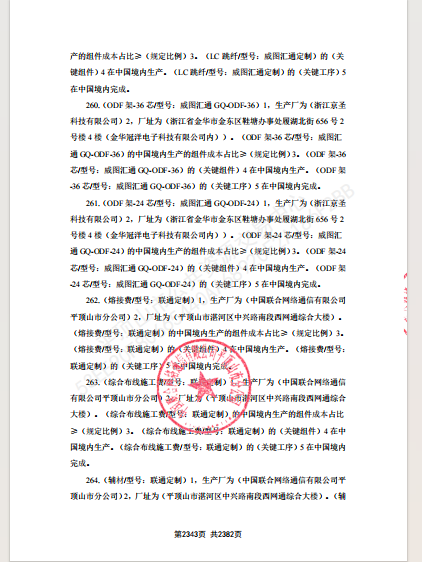 产的组件成本占比≥（规定比例）3。（LC 跳纤/型号：威图汇通定制）的（关
键组件）4 在中国境内生产。（LC 跳纤/型号：威图汇通定制）的（关键工序）5
在中国境内完成。
260.（ODF 架-36 芯/型号：威图汇通 GQ-ODF-36）1，生产厂为（浙江京圣
科技有限公司）2，厂址为（浙江省金华市金东区鞋塘办事处履湖北街 656 号 2
号楼 4 楼（金华冠洋电子科技有限公司内））。（ODF 架-36 芯/型号：威图汇
通 GQ-ODF-36）的中国境内生产的组件成本占比≥（规定比例）3。（ODF 架-36
芯/型号：威图汇通 GQ-ODF-36）的（关键组件）4 在中国境内生产。（ODF 架
-36 芯/型号：威图汇通 GQ-ODF-36）的（关键工序）5 在中国境内完成。
261.（ODF 架-24 芯/型号：威图汇通 GQ-ODF-24）1，生产厂为（浙江京圣
科技有限公司）2，厂址为（浙江省金华市金东区鞋塘办事处履湖北街 656 号 2
号楼 4 楼（金华冠洋电子科技有限公司内））。（ODF 架-24 芯/型号：威图汇
通 GQ-ODF-24）的中国境内生产的组件成本占比≥（规定比例）3。（ODF 架-24
芯/型号：威图汇通 GQ-ODF-24）的（关键组件）4 在中国境内生产。（ODF 架
-24 芯/型号：威图汇通 GQ-ODF-24）的（关键工序）5 在中国境内完成。
262.（熔接费/型号：联通定制）1，生产厂为（中国联合网络通信有限公司
平顶山市分公司）2，厂址为（平顶山市湛河区中兴路南段西网通综合大楼）。
（熔接费/型号：联通定制）的中国境内生产的组件成本占比≥（规定比例）3。
（熔接费/型号：联通定制）的（关键组件）4 在中国境内生产。（熔接费/型号：
联通定制）的（关键工序）5 在中国境内完成。
263.（综合布线施工费/型号：联通定制）1，生产厂为（中国联合网络通信
有限公司平顶山市分公司）2，厂址为（平顶山市湛河区中兴路南段西网通综合
大楼）。（综合布线施工费/型号：联通定制）的中国境内生产的组件成本占比
≥（规定比例）3。（综合布线施工费/型号：联通定制）的（关键组件）4 在中
国境内生产。（综合布线施工费/型号：联通定制）的（关键工序）5 在中国境内
完成。
264.（辅材/型号：联通定制）1，生产厂为（中国联合网络通信有限公司平
顶山市分公司）2，厂址为（平顶山市湛河区中兴路南段西网通综合大楼）。（辅
第2343页 共2382页